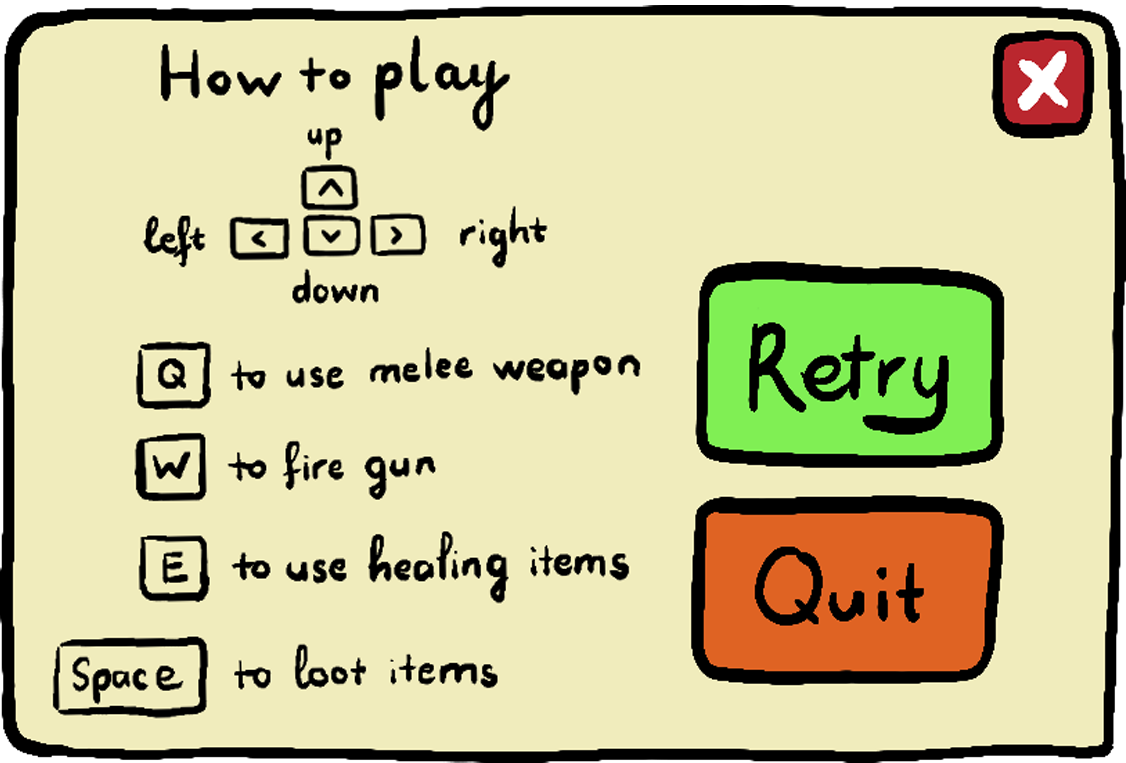 How to play
up
left < ^ v > right
down
Q to use melee weapon
W to fire gun
E to use healing items
Space to loot items
X
Retry
Quit